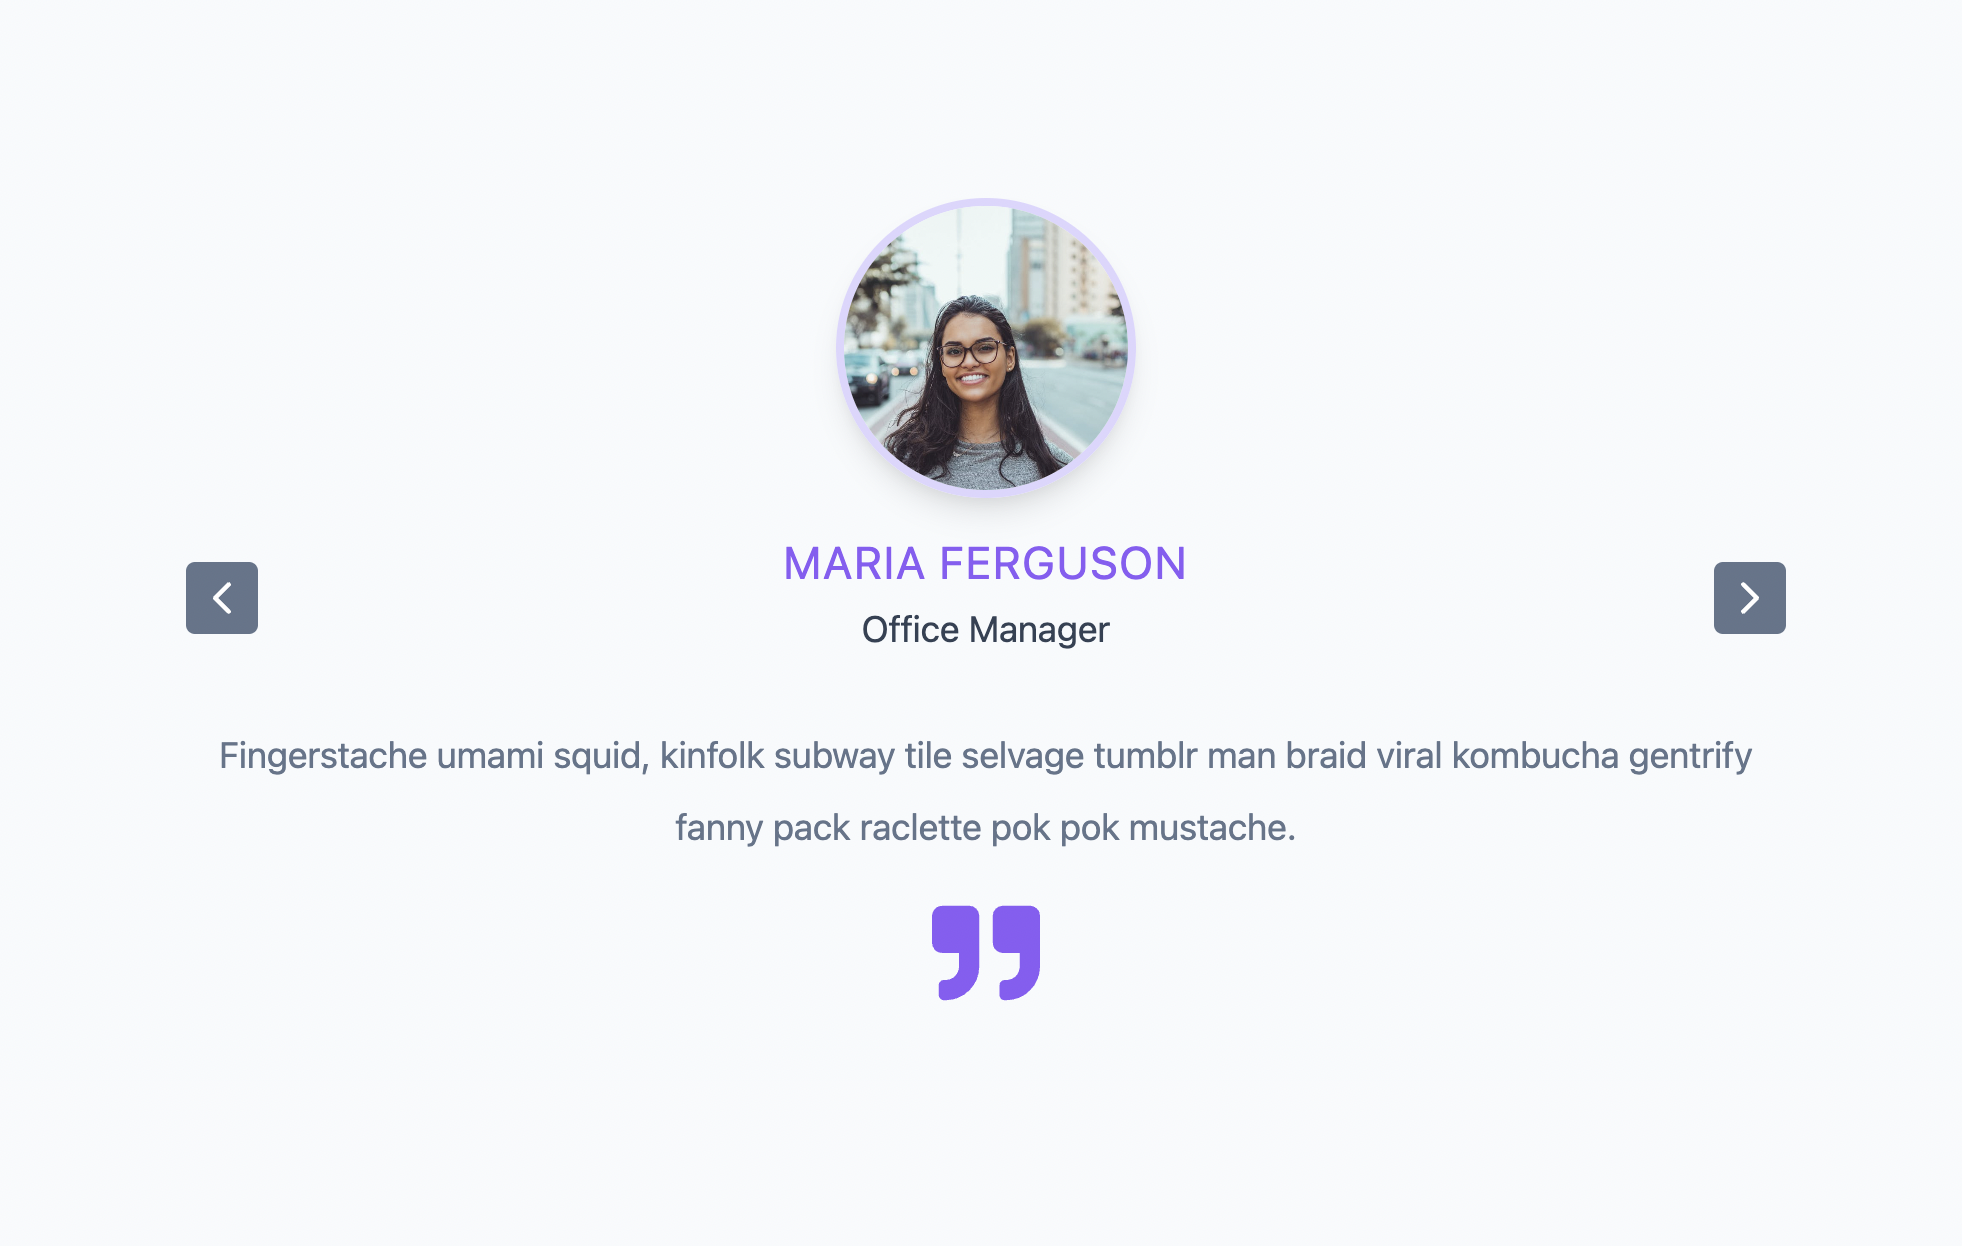 MARIA FERGUSON
Office Manager
Fingerstache umami squid, kinfolk subway tile selvage tumblr man braid viral kombucha gentrify
fanny pack raclette pok pok mustache.